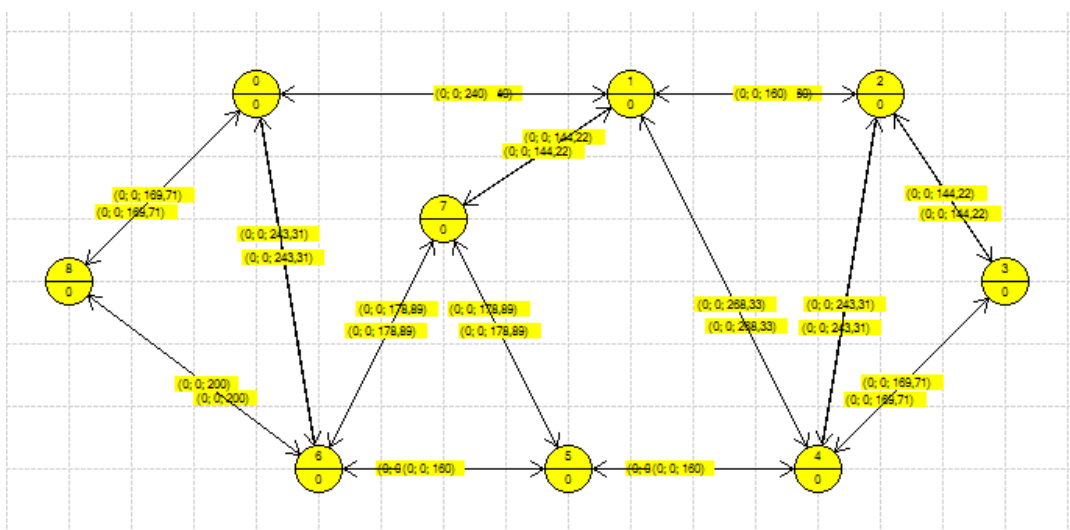 0
0
(0; 0; 240)
1
0
(0; 0; 160)
2
0
(0; 0; 144,22)
(0; 0; 144,22)
(0; 0; 169,71)
(0; 0; 169,71)
(0; 0; 144,22)
(0; 0; 144,22)
7
0
(0; 0; 243,31)
(0; 0; 243,31)
8
0
3
0
(0; 0; 178,89)
(0; 0; 178,89)
(0; 0; 178,89)
(0; 0; 178,89)
(0; 0; 268,33)
(0; 0; 268,33)
(0; 0; 243,31)
(0; 0; 243,31)
(0; 0; 200)
(0; 0; 200)
(0; 0; 169,71)
(0; 0; 169,71)
6
0
(0; 0; 160)
5
0
(0; 0; 160)
4
0